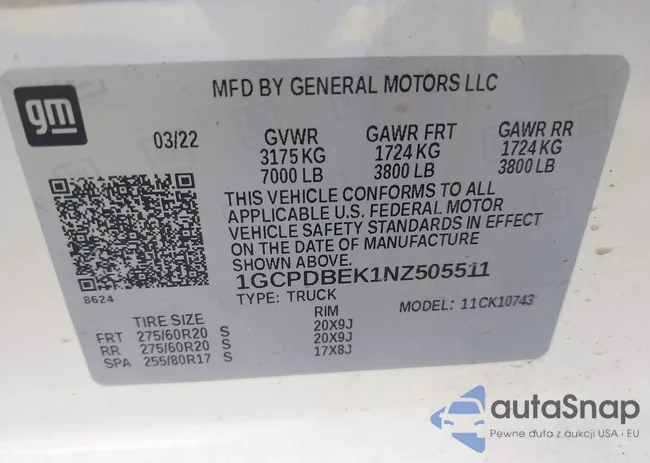 gm
MFD BY GENERAL MOTORS LLC
03/22 GVWR GAWR FRT GAWR RR
3175 KG 1724 KG 1724 KG
7000 LB 3800 LB 3800 LB
THIS VEHICLE CONFORMS TO ALL
APPLICABLE U.S. FEDERAL MOTOR
VEHICLE SAFETY STANDARDS IN EFFECT
ON THE DATE OF MANUFACTURE
SHOWN ABOVE.
1GCPDBEK1NZ505511
8624
TYPE: TRUCK MODEL: 11CK10743
TIRE SIZE RIM
FRT 275/60R20 S 20X9J
RR 275/60R20 S 20X9J
SPA 255/80R17 S 17X8J
autaSnap
Pewne auta z aukcji USA i EU